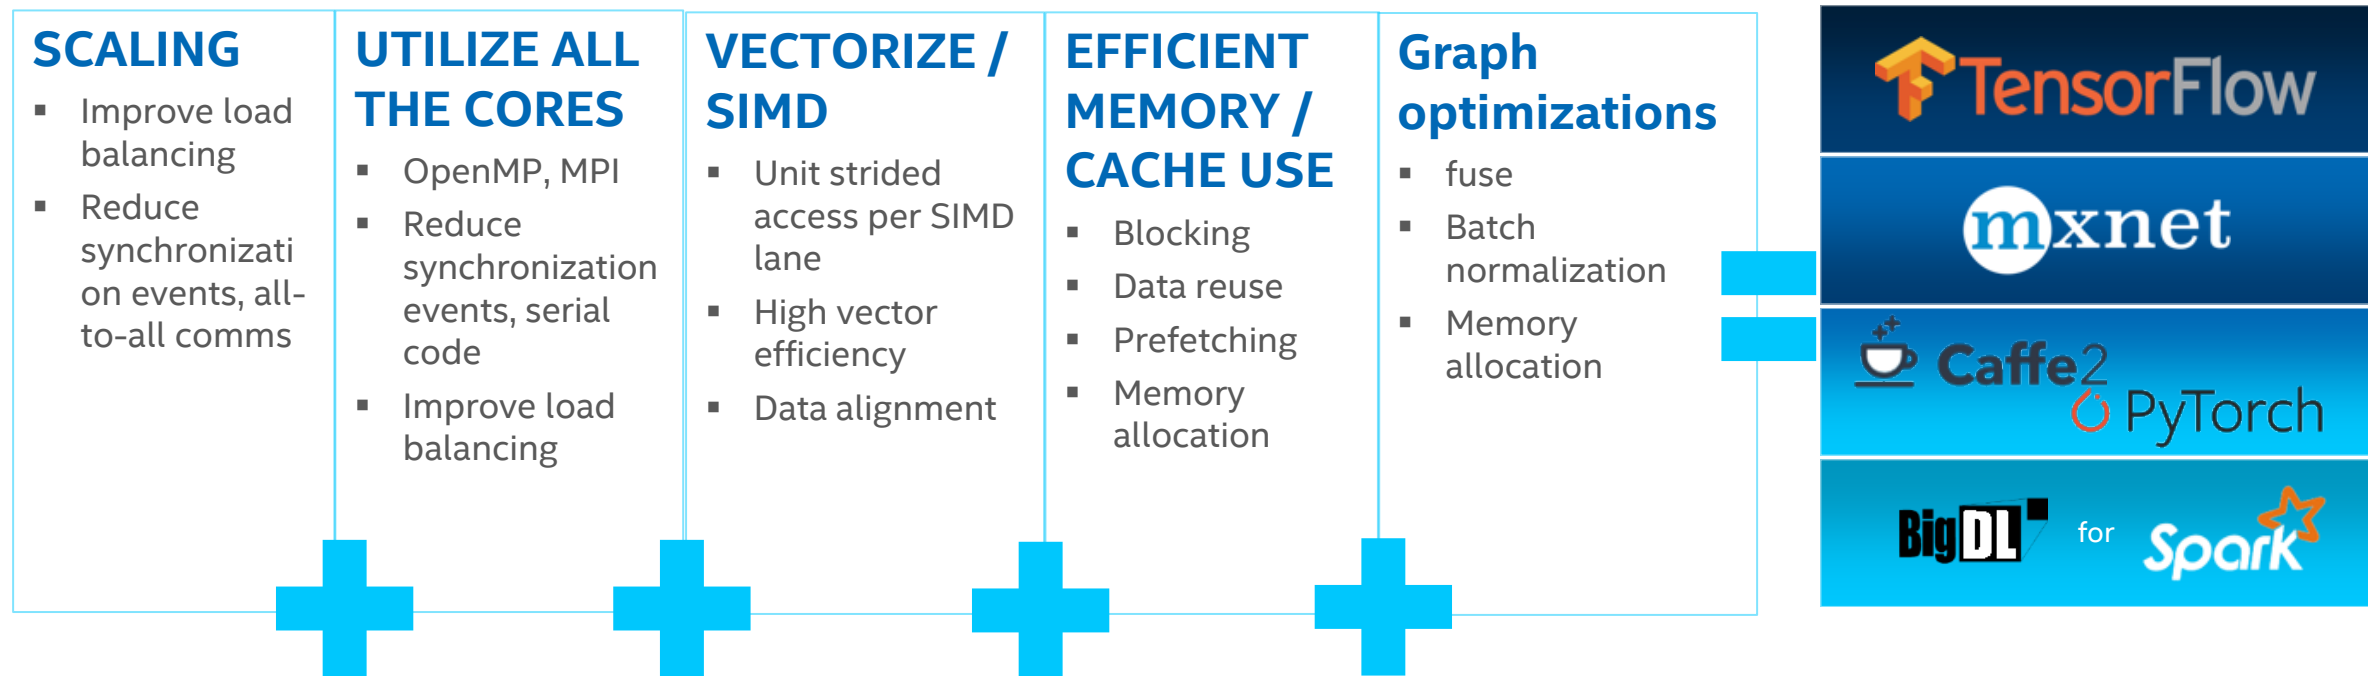 SCALING
▪ Improve load
balancing
▪ Reduce
synchronizati
on events, all-
to-all comms
UTILIZE ALL
THE CORES
▪ OpenMP, MPI
▪ Reduce
synchronization
events, serial
code
▪ Improve load
balancing
VECTORIZE /
SIMD
▪ Unit strided
access per SIMD
lane
▪ High vector
efficiency
▪ Data alignment
EFFICIENT
MEMORY /
CACHE USE
▪ Blocking
▪ Data reuse
▪ Prefetching
▪ Memory
allocation
Graph
optimizations
▪ fuse
▪ Batch
normalization
▪ Memory
allocation
TensorFlow
mxnet
Caffe2
PyTorch
BigDL for Spark